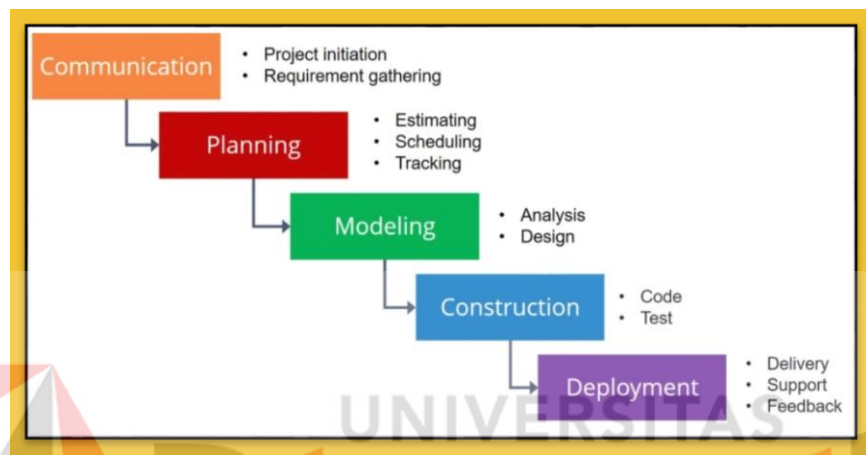 Communication
• Project initiation
• Requirement gathering
Planning
• Estimating
• Scheduling
• Tracking
Modeling
• Analysis
• Design
Construction
• Code
• Test
Deployment
• Delivery
• Support
• Feedback
UNIVERSITAS